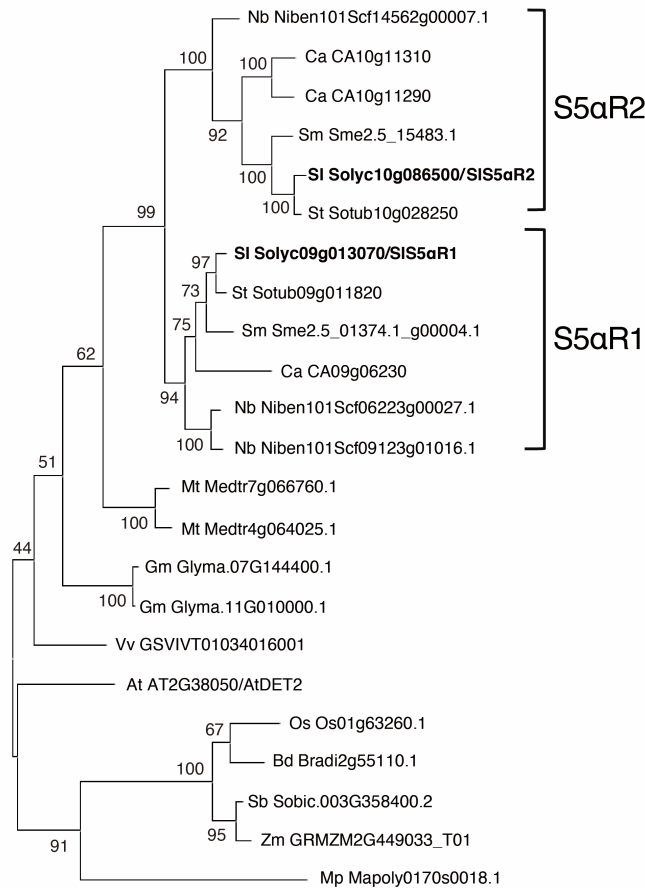 Nb Niben101Scf14562g00007.1
100
100
Ca CA10g11310
Ca CA10g11290
S5αR2
92
Sm Sme2.5_15483.1
100
Sl Solyc10g086500/SlS5αR2
100
St Sotub10g028250
99
Sl Solyc09g013070/SlS5αR1
97
73
St Sotub09g011820
75
Sm Sme2.5_01374.1_g00004.1
S5αR1
62
Ca CA09g06230
94
Nb Niben101Scf06223g00027.1
100
Nb Niben101Scf09123g01016.1
51
Mt Medtr7g066760.1
100
Mt Medtr4g064025.1
44
Gm Glyma.07G144400.1
100
Gm Glyma.11G010000.1
Vv GSVIVT01034016001
At AT2G38050/AtDET2
67
Os Os01g63260.1
100
Bd Bradi2g55110.1
Sb Sobic.003G358400.2
95
Zm GRMZM2G449033_T01
91
Mp Mapoly0170s0018.1